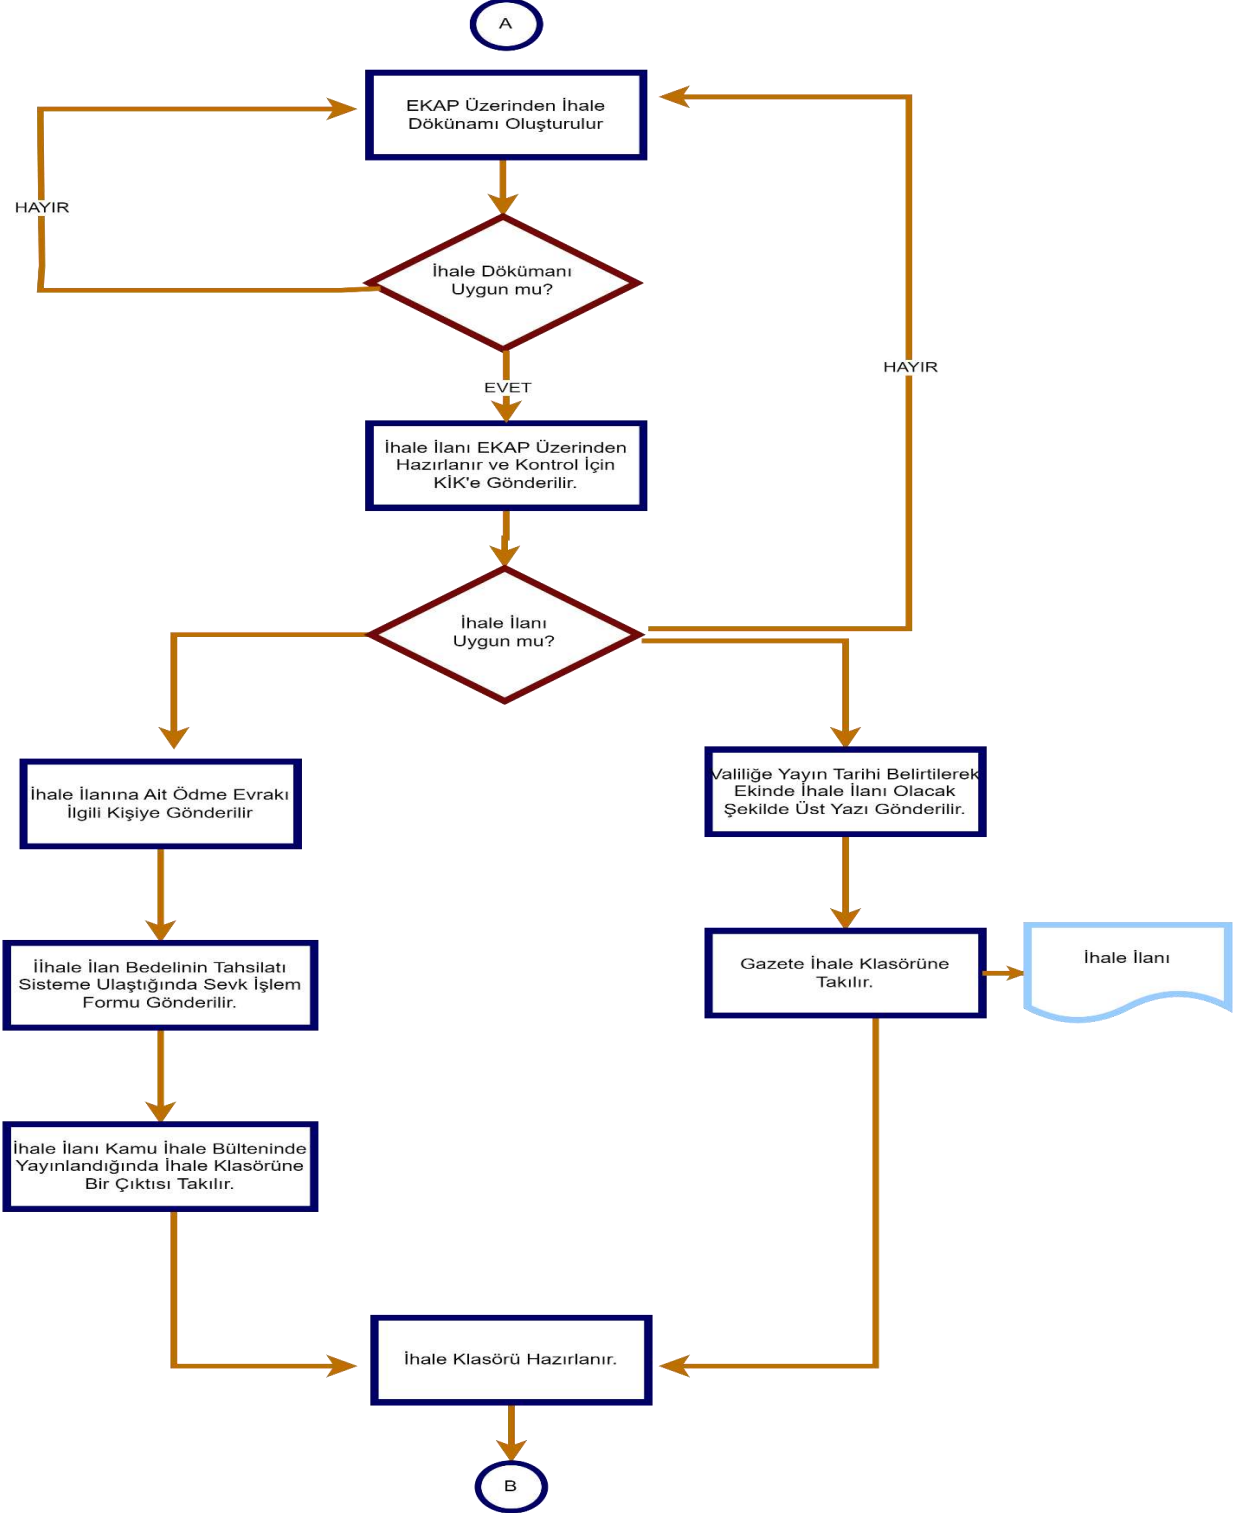 A
EKAP Üzerinden İhale
Dökünamı Oluşturulur
HAYIR
İhale Dökümanı
Uygun mu?
HAYIR
EVET
İhale İlanı EKAP Üzerinden
Hazırlanır ve Kontrol İçin
KİK'e Gönderilir.
İhale İlanı
Uygun mu?
İhale İlanına Ait Ödme Evrakı
İlgili Kişiye Gönderilir
Valiliğe Yayın Tarihi Belirtilerek
Ekinde İhale İlanı Olacak
Şekilde Üst Yazı Gönderilir.
İİhale İlan Bedelinin Tahsilatı
Sisteme Ulaştığında Sevk İşlem
Formu Gönderilir.
Gazete İhale Klasörüne
Takılır.
İhale İlanı
İhale İlanı Kamu İhale Bülteninde
Yayınlandığında İhale Klasörüne
Bir Çıktısı Takılır.
İhale Klasörü Hazırlanır.
B